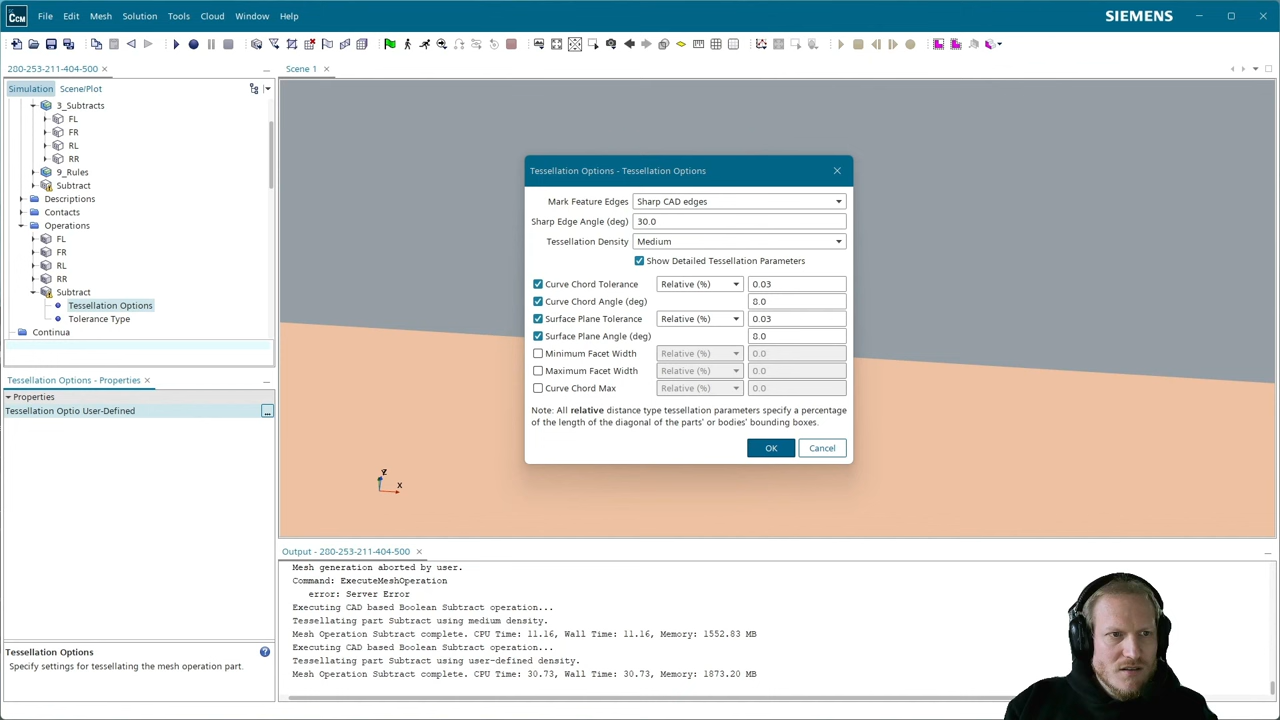 CCM File Edit Mesh Solution Tools Cloud Window Help SIEMENS
280-253-211-404-500
Scene 1
Simulation Scene/Plot
3_Subtracts
FL
FR
RL
RR
9_Rules
Subtract
Descriptions
Contacts
Operations
FL
FR
RL
RR
Subtract
Tessellation Options
Tolerance Type
Continua
Tessellation Options - Properties
Properties
Tessellation Optio User-Defined ...
Tessellation Options
Specify settings for tessellating the mesh operation part.
Tessellation Options - Tessellation Options
Mark Feature Edges Sharp CAD edges
Sharp Edge Angle (deg) 30.0
Tessellation Density Medium
Show Detailed Tessellation Parameters
Curve Chord Tolerance Relative (%) 0.03
Curve Chord Angle (deg) 8.0
Surface Plane Tolerance Relative (%) 0.03
Surface Plane Angle (deg) 8.0
Minimum Facet Width Relative (%) 0.0
Maximum Facet Width Relative (%) 0.0
Curve Chord Max Relative (%) 0.0
Note: All relative distance type tessellation parameters specify a percentage
of the length of the diagonal of the parts' or bodies' bounding boxes.
OK Cancel
Z
X
Output - 280-253-211-404-500
Mesh generation aborted by user.
Command: ExecuteMeshOperation
error: Server Error
Executing CAD based Boolean Subtract operation...
Tessellating part Subtract using medium density.
Mesh Operation Subtract complete. CPU Time: 11.16, Wall Time: 11.16, Memory: 1552.83 MB
Executing CAD based Boolean Subtract operation...
Tessellating part Subtract using user-defined density.
Mesh Operation Subtract complete. CPU Time: 30.73, Wall Time: 30.73, Memory: 1873.20 MB